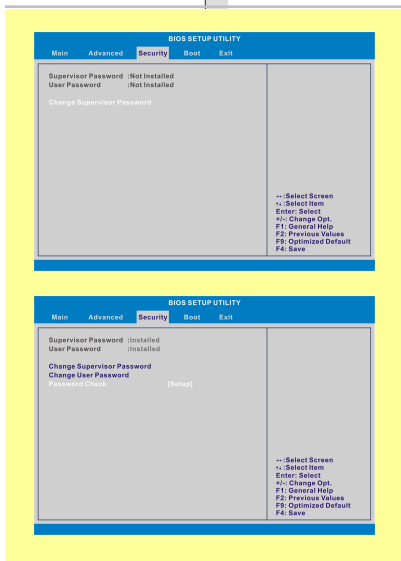 BIOS SETUP UTILITY
Main Advanced Security Boot Exit
Supervisor Password :Not Installed
User Password :Not Installed
Change Supervisor Password
↔:Select Screen
↑↓:Select Item
Enter: Select
+/-: Change Opt.
F1: General Help
F2: Previous Values
F9: Optimized Default
F4: Save
BIOS SETUP UTILITY
Main Advanced Security Boot Exit
Supervisor Password :Installed
User Password :Installed
Change Supervisor Password
Change User Password
Password Check [Setup]
↔:Select Screen
↑↓:Select Item
Enter: Select
+/-: Change Opt.
F1: General Help
F2: Previous Values
F9: Optimized Default
F4: Save